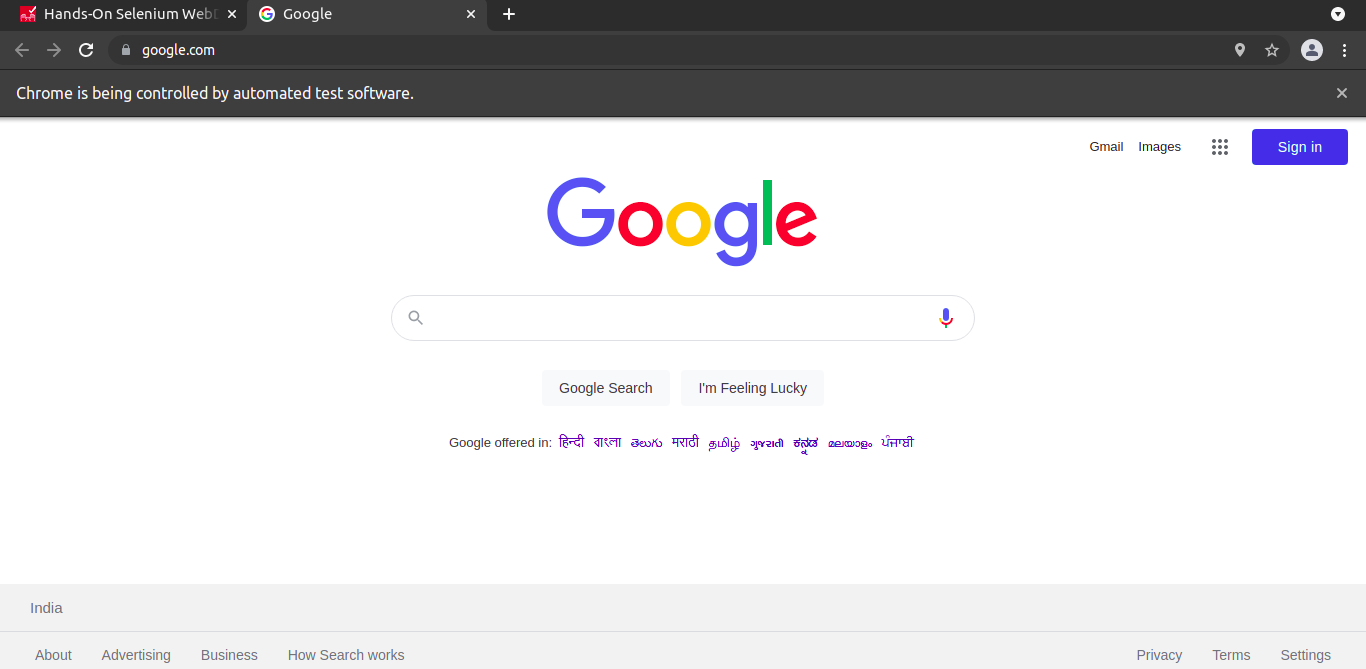 Hands-On Selenium WebD
Google
google.com
Chrome is being controlled by automated test software.
Gmail Images Sign in
Google
Google Search I'm Feeling Lucky
Google offered in: हिन्दी বাংলা తెలుగు मराठी தமிழ் ગુજરાતી ಕನ್ನಡ മലയാളം ਪੰਜਾਬੀ
India
About Advertising Business How Search works Privacy Terms Settings